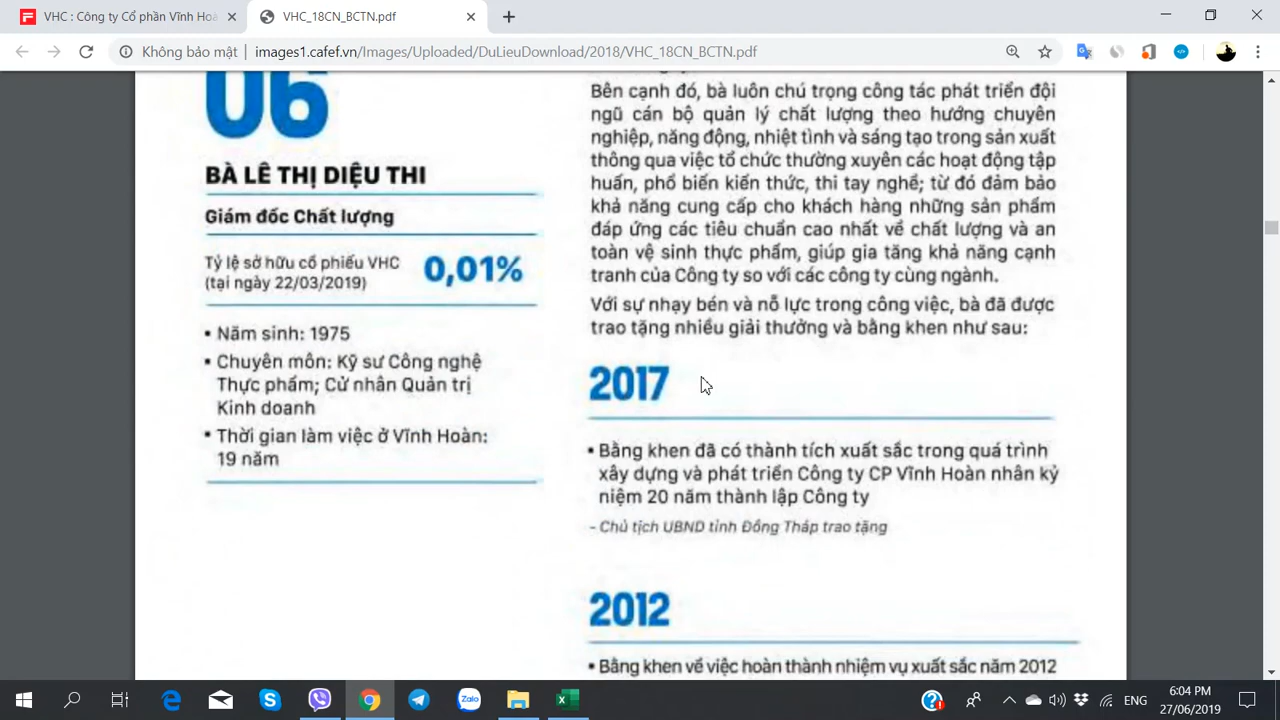 VHC : Công ty Cổ phần Vĩnh Hoà
VHC_18CN_BCTN.pdf
Không bảo mật
images1.cafef.vn/Images/Uploaded/DuLieuDownload/2018/VHC_18CN_BCTN.pdf
06
BÀ LÊ THỊ DIỆU THI
Giám đốc Chất lượng
Tỷ lệ sở hữu cổ phiếu VHC
(tại ngày 22/03/2019)
0,01%
▪ Năm sinh: 1975
▪ Chuyên môn: Kỹ sư Công nghệ
Thực phẩm; Cử nhân Quản trị
Kinh doanh
▪ Thời gian làm việc ở Vĩnh Hoàn:
19 năm
Bên cạnh đó, bà luôn chú trọng công tác phát triển đội
ngũ cán bộ quản lý chất lượng theo hướng chuyên
nghiệp, năng động, nhiệt tình và sáng tạo trong sản xuất
thông qua việc tổ chức thường xuyên các hoạt động tập
huấn, phổ biến kiến thức, thi tay nghề; từ đó đảm bảo
khả năng cung cấp cho khách hàng những sản phẩm
đáp ứng các tiêu chuẩn cao nhất về chất lượng và an
toàn vệ sinh thực phẩm, giúp gia tăng khả năng cạnh
tranh của Công ty so với các công ty cùng ngành.
Với sự nhạy bén và nỗ lực trong công việc, bà đã được
trao tặng nhiều giải thưởng và bằng khen như sau:
2017
▪ Bằng khen đã có thành tích xuất sắc trong quá trình
xây dựng và phát triển Công ty CP Vĩnh Hoàn nhân kỷ
niệm 20 năm thành lập Công ty
- Chủ tịch UBND tỉnh Đồng Tháp trao tặng
2012
▪ Bằng khen về việc hoàn thành nhiệm vụ xuất sắc năm 2012
Zalo
ENG
6:04 PM
27/06/2019